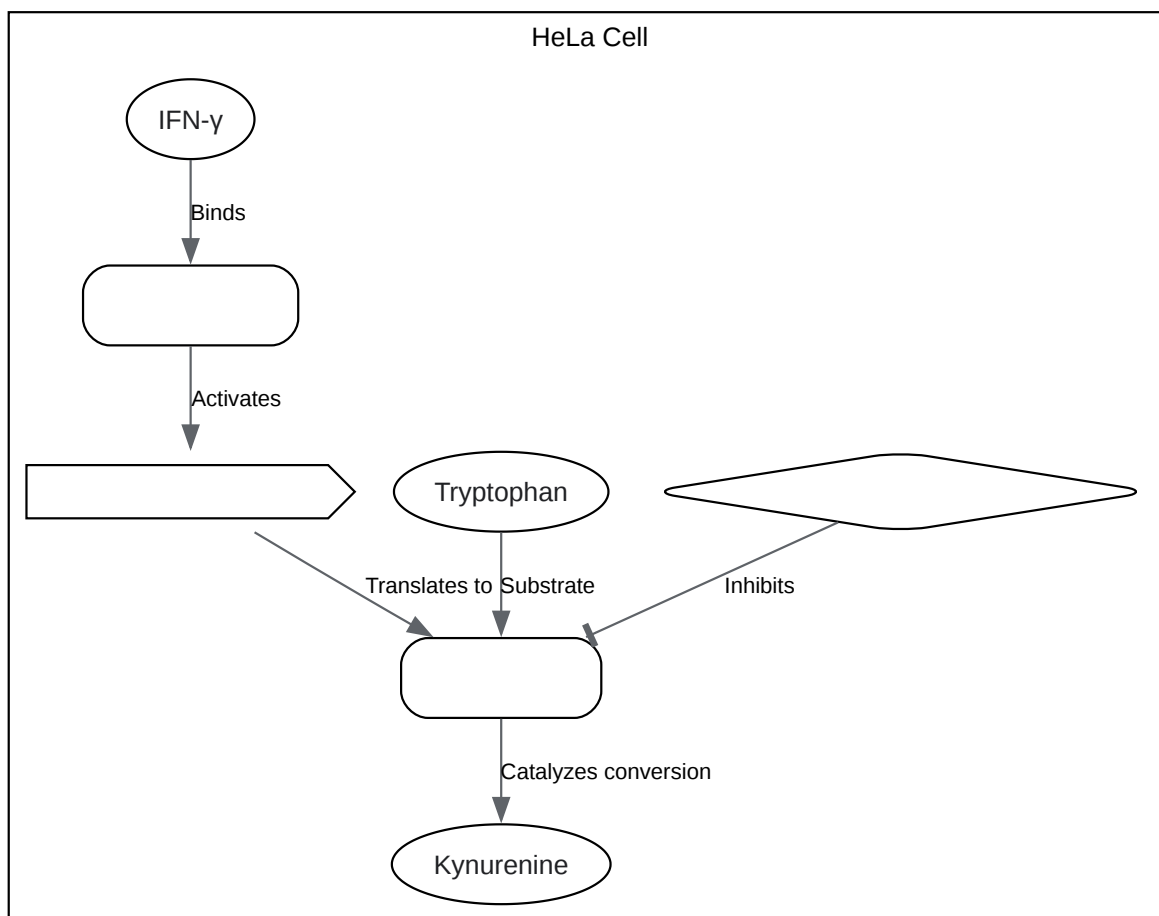 HeLa Cell
IFN-γ
Binds
Activates
Tryptophan
Translates to
Substrate
Inhibits
Catalyzes conversion
Kynurenine